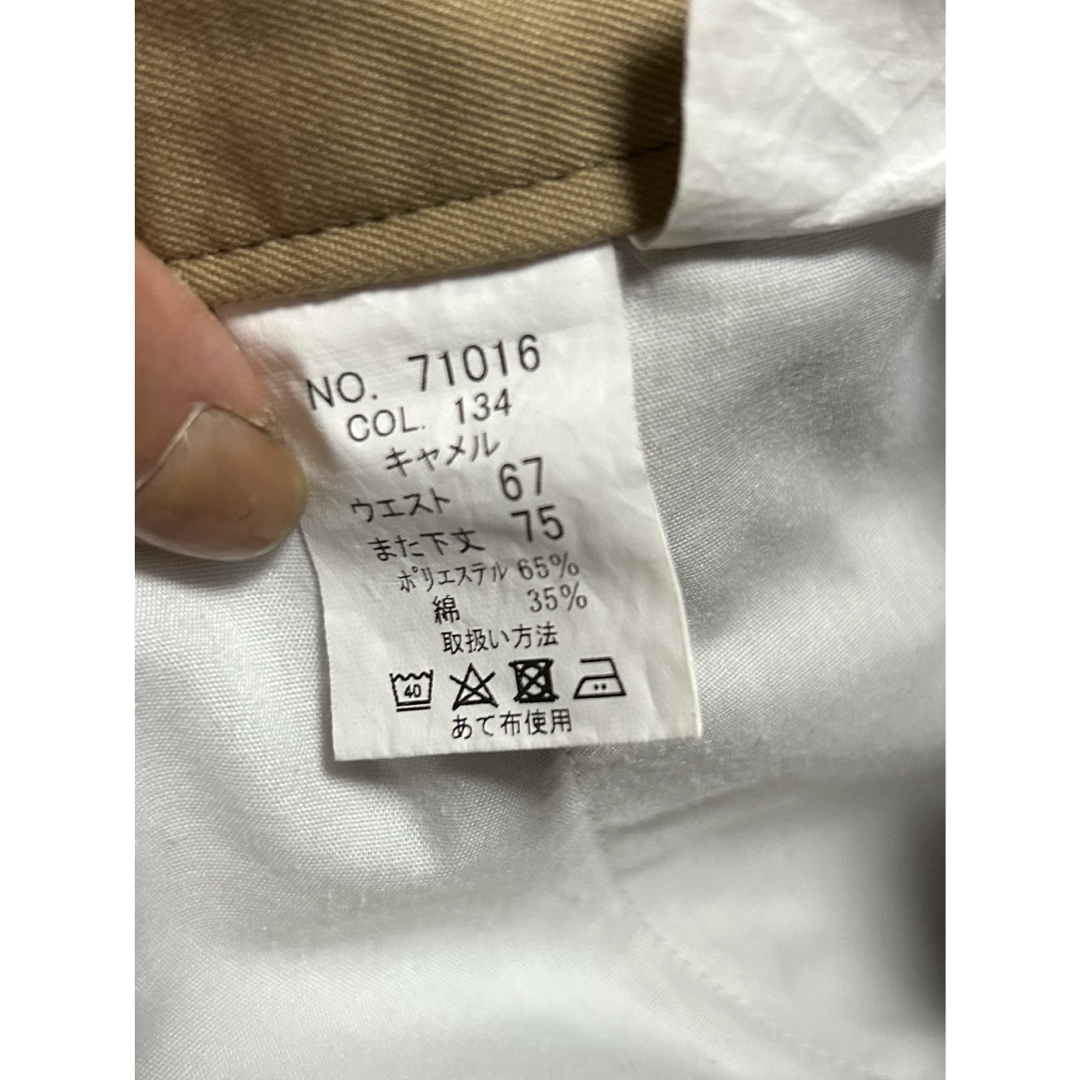 NO. 71016
COL. 134
キャメル
ウエスト 67
また下丈 75
ポリエステル 65%
綿 35%
取扱い方法
40
あて布使用